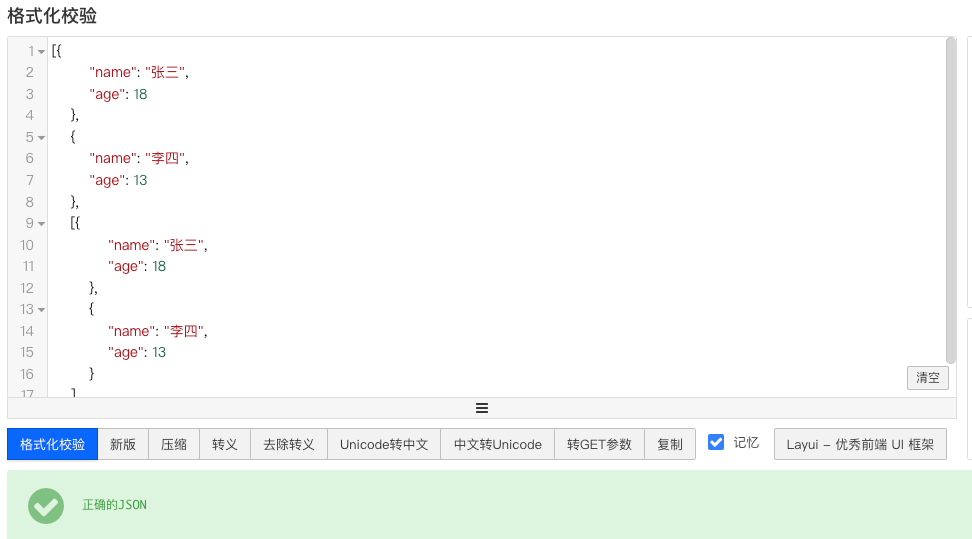 格式化校验
1 [{
2 "name": "张三",
3 "age": 18
4 },
5 {
6 "name": "李四",
7 "age": 13
8 },
9 [{
10 "name": "张三",
11 "age": 18
12 },
13 {
14 "name": "李四",
15 "age": 13
16 }
17 ]
清空
格式化校验 新版 压缩 转义 去除转义 Unicode转中文 中文转Unicode 转GET参数 复制 记忆 Layui - 优秀前端 UI 框架
正确的JSON